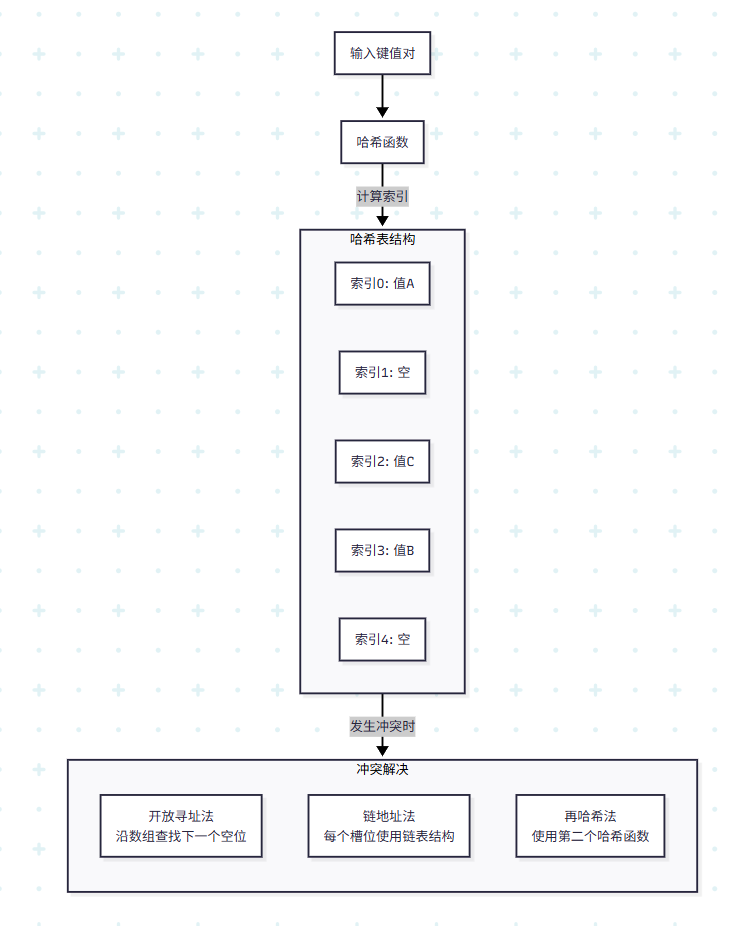 输入键值对
哈希函数
计算索引
哈希表结构
索引0: 值A
索引1: 空
索引2: 值C
索引3: 值B
索引4: 空
发生冲突时
冲突解决
开放寻址法
沿数组查找下一个空位
链地址法
每个槽位使用链表结构
再哈希法
使用第二个哈希函数